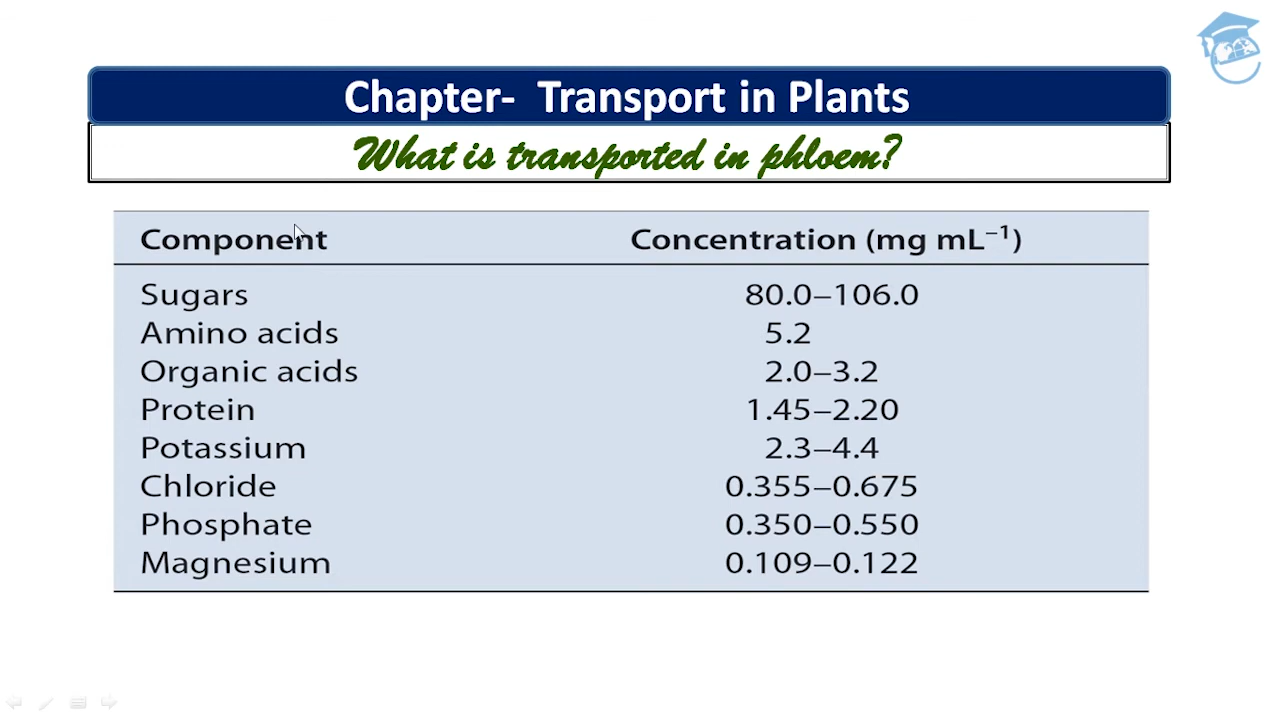 Chapter-  Transport in Plants
What is transported in phloem?
Component Concentration (mg mL⁻¹)
Sugars 80.0–106.0
Amino acids 5.2
Organic acids 2.0–3.2
Protein 1.45–2.20
Potassium 2.3–4.4
Chloride 0.355–0.675
Phosphate 0.350–0.550
Magnesium 0.109–0.122